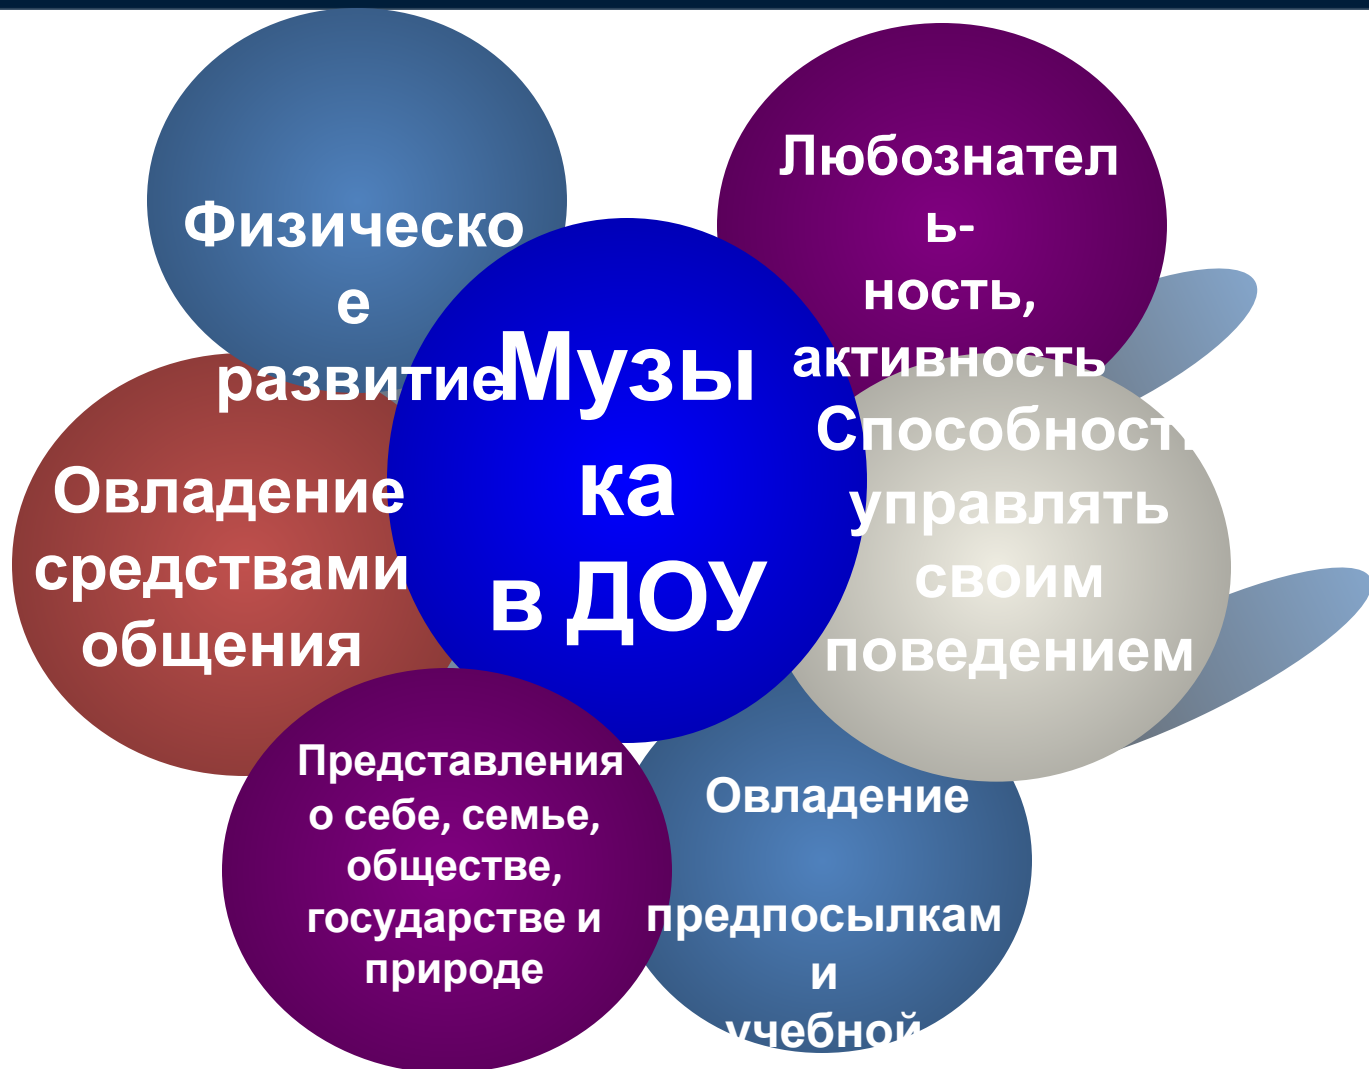 Физическо
е
развитие
Любознател
ь-
ность,
активность
Музы
ка
в ДОУ
Способность
управлять
своим
поведением
Овладение
средствами
общения
Представления
о себе, семье,
обществе,
государстве и
природе
Овладение
предпосылкам
и
учебной